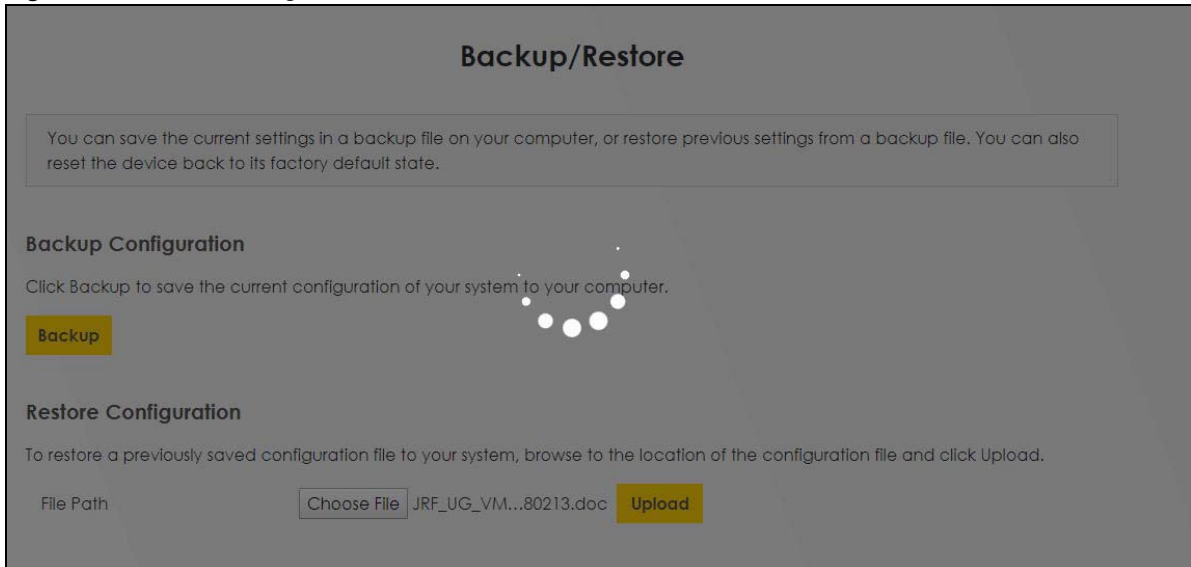 Backup/Restore
You can save the current settings in a backup file on your computer, or restore previous settings from a backup file. You can also
reset the device back to its factory default state.
Backup Configuration
Click Backup to save the current configuration of your system to your computer.
Backup
Restore Configuration
To restore a previously saved configuration file to your system, browse to the location of the configuration file and click Upload.
File Path Choose File JRF_UG_VM...80213.doc Upload